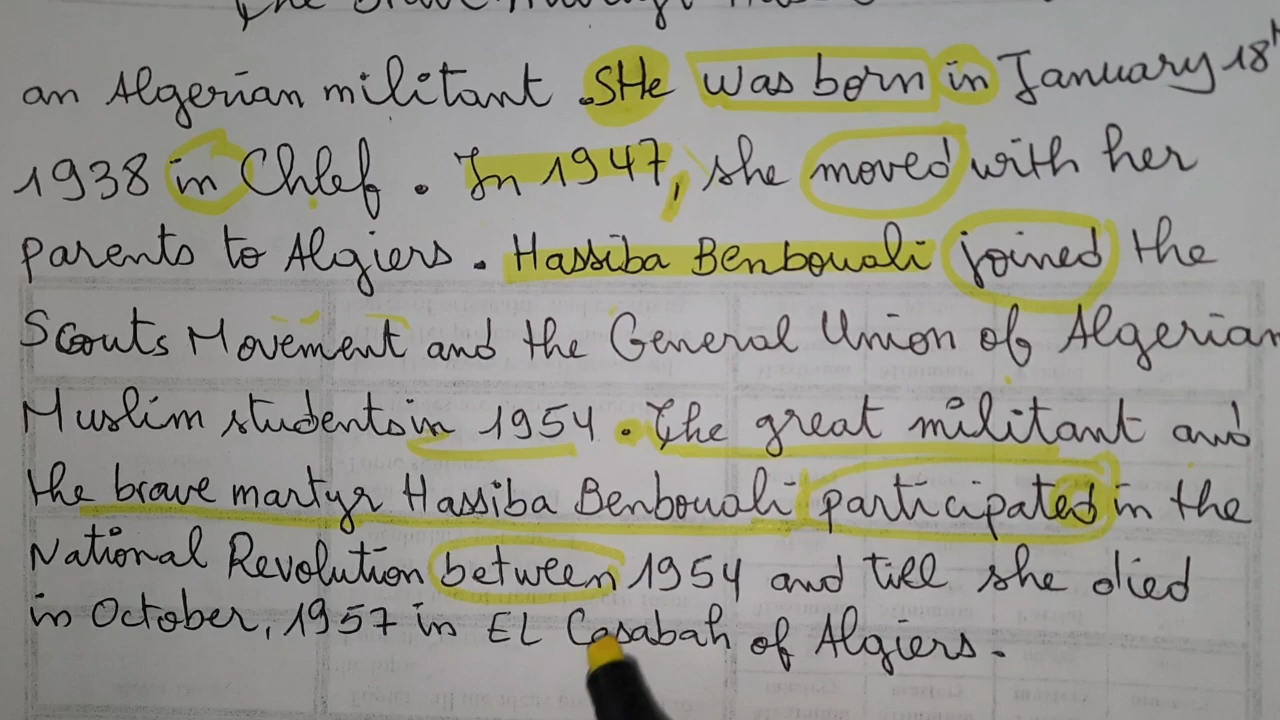 The Brave
an Algerian militant .SHe was born in January 18th
1938 in Chlef . In 1947, she moved with her
parents to Algiers . Hassiba Benbouali joined the
Scouts Movement and the General Union of Algerian
Muslim students in 1954 . The great militant and
the brave martyr Hassiba Benbouali participated in the
National Revolution between 1954 and till she died
in October, 1957 in EL Casabah of Algiers .